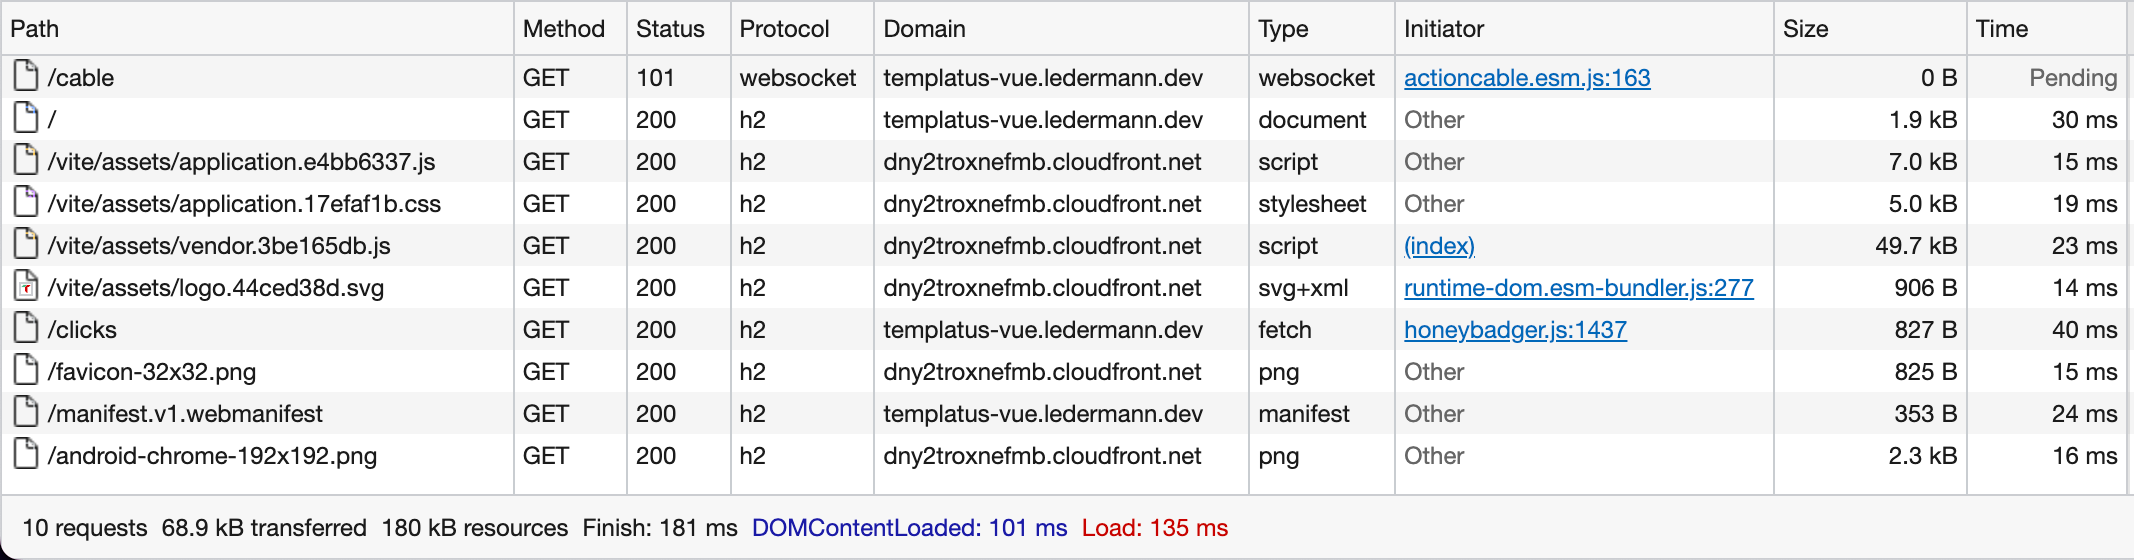 Path Method Status Protocol Domain Type Initiator Size Time
/cable GET 101 websocket templatus-vue.ledermann.dev websocket actioncable.esm.js:163 0 B Pending
/ GET 200 h2 templatus-vue.ledermann.dev document Other 1.9 kB 30 ms
/vite/assets/application.e4bb6337.js GET 200 h2 dny2troxnefmb.cloudfront.net script Other 7.0 kB 15 ms
/vite/assets/application.17efaf1b.css GET 200 h2 dny2troxnefmb.cloudfront.net stylesheet Other 5.0 kB 19 ms
/vite/assets/vendor.3be165db.js GET 200 h2 dny2troxnefmb.cloudfront.net script (index) 49.7 kB 23 ms
/vite/assets/logo.44ced38d.svg GET 200 h2 dny2troxnefmb.cloudfront.net svg+xml runtime-dom.esm-bundler.js:277 906 B 14 ms
/clicks GET 200 h2 templatus-vue.ledermann.dev fetch honeybadger.js:1437 827 B 40 ms
/favicon-32x32.png GET 200 h2 dny2troxnefmb.cloudfront.net png Other 825 B 15 ms
/manifest.v1.webmanifest GET 200 h2 templatus-vue.ledermann.dev manifest Other 353 B 24 ms
/android-chrome-192x192.png GET 200 h2 dny2troxnefmb.cloudfront.net png Other 2.3 kB 16 ms
10 requests 68.9 kB transferred 180 kB resources Finish: 181 ms DOMContentLoaded: 101 ms Load: 135 ms